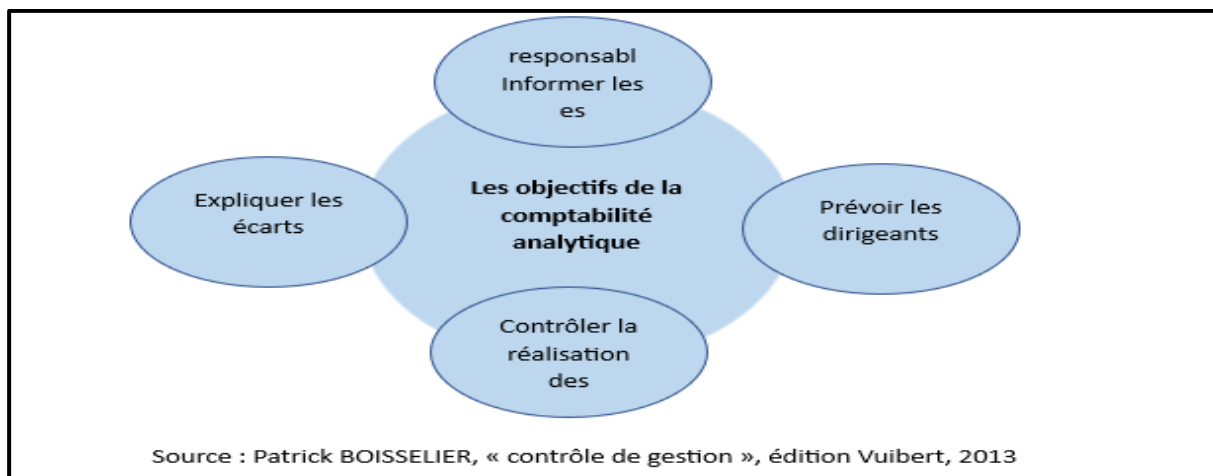 responsabl
Informer les
es
Expliquer les
écarts
Les objectifs de la
comptabilité
analytique
Prévoir les
dirigeants
Contrôler la
réalisation
des
Source : Patrick BOISSELIER, « contrôle de gestion », édition Vuibert, 2013